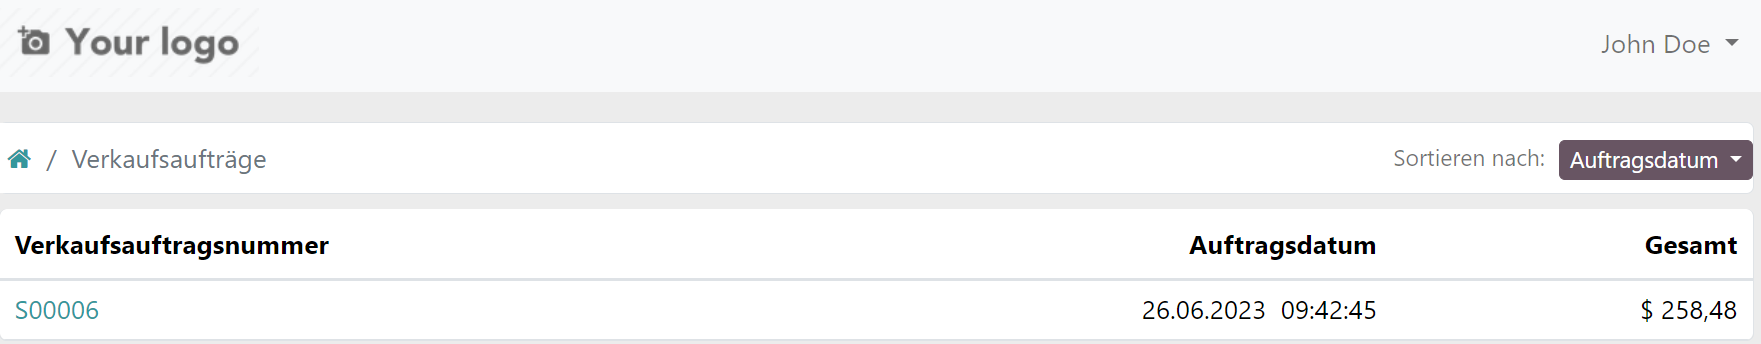 Your logo
John Doe
/ Verkaufsaufträge
Sortieren nach: Auftragsdatum
Verkaufsauftragsnummer Auftragsdatum Gesamt
S00006 26.06.2023 09:42:45 $ 258,48